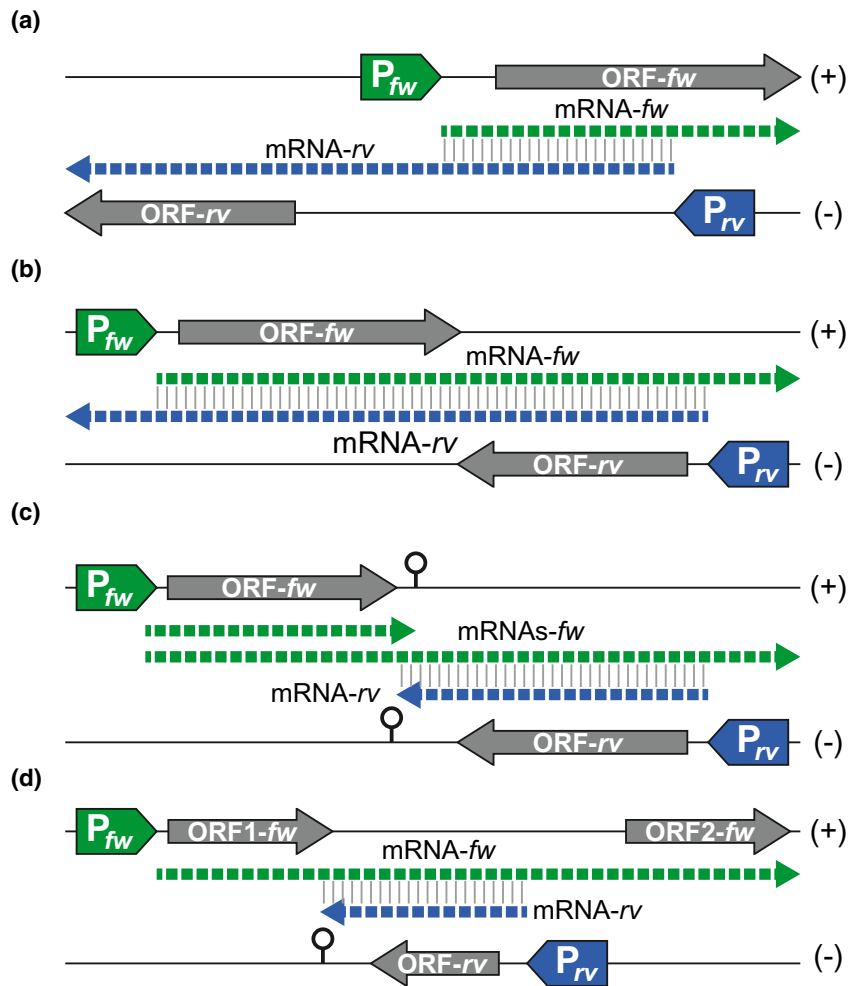 (a)
Pfw ORF-fw (+)
mRNA-fw
mRNA-rv
ORF-rv Prv (-)
(b)
Pfw ORF-fw (+)
mRNA-fw
mRNA-rv
ORF-rv Prv (-)
(c)
Pfw ORF-fw (+)
mRNAs-fw
mRNA-rv
ORF-rv Prv (-)
(d)
Pfw ORF1-fw ORF2-fw (+)
mRNA-fw
mRNA-rv
ORF-rv Prv (-)